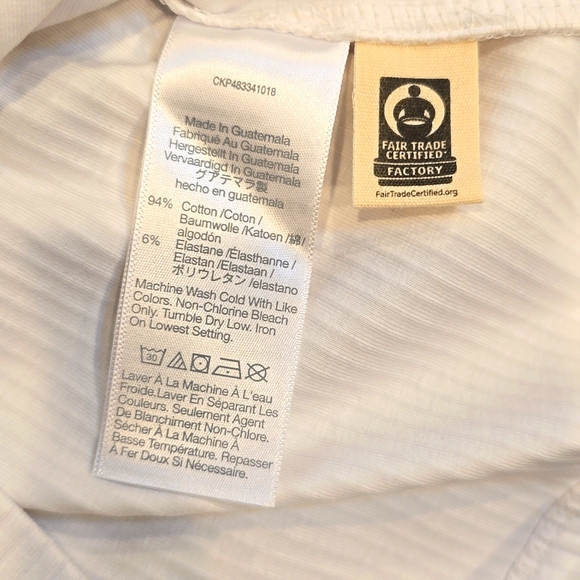 CKP483341018
Made In Guatemala
Fabriqué Au Guatemala
Hergestellt In Guatemala
Vervaardigd In Guatemala
グアテマラ製
hecho en guatemala
94% Cotton /Coton /
Baumwolle /Katoen /綿/
algodón
6% Elastane /Élasthanne /
Elastan /Elastaan /
ポリウレタン /elastano
Machine Wash Cold With Like
Colors. Non-Chlorine Bleach
Only. Tumble Dry Low. Iron
On Lowest Setting.
30
Laver À La Machine À L'eau
Froide.Laver En Séparant Les
Couleurs. Seulement Agent
De Blanchiment Non-Chlore.
Sécher À La Machine À
Basse Température. Repasser
À Fer Doux Si Nécessaire.
FAIR TRADE
CERTIFIED
FACTORY
FairTradeCertified.org